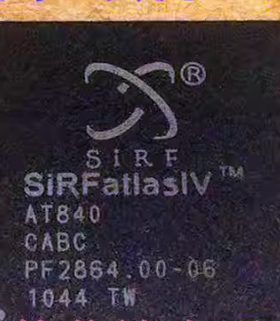 ®
SiRF
SiRFatlasIV™
AT840
CABC
PF2864.00-06
1044 TW